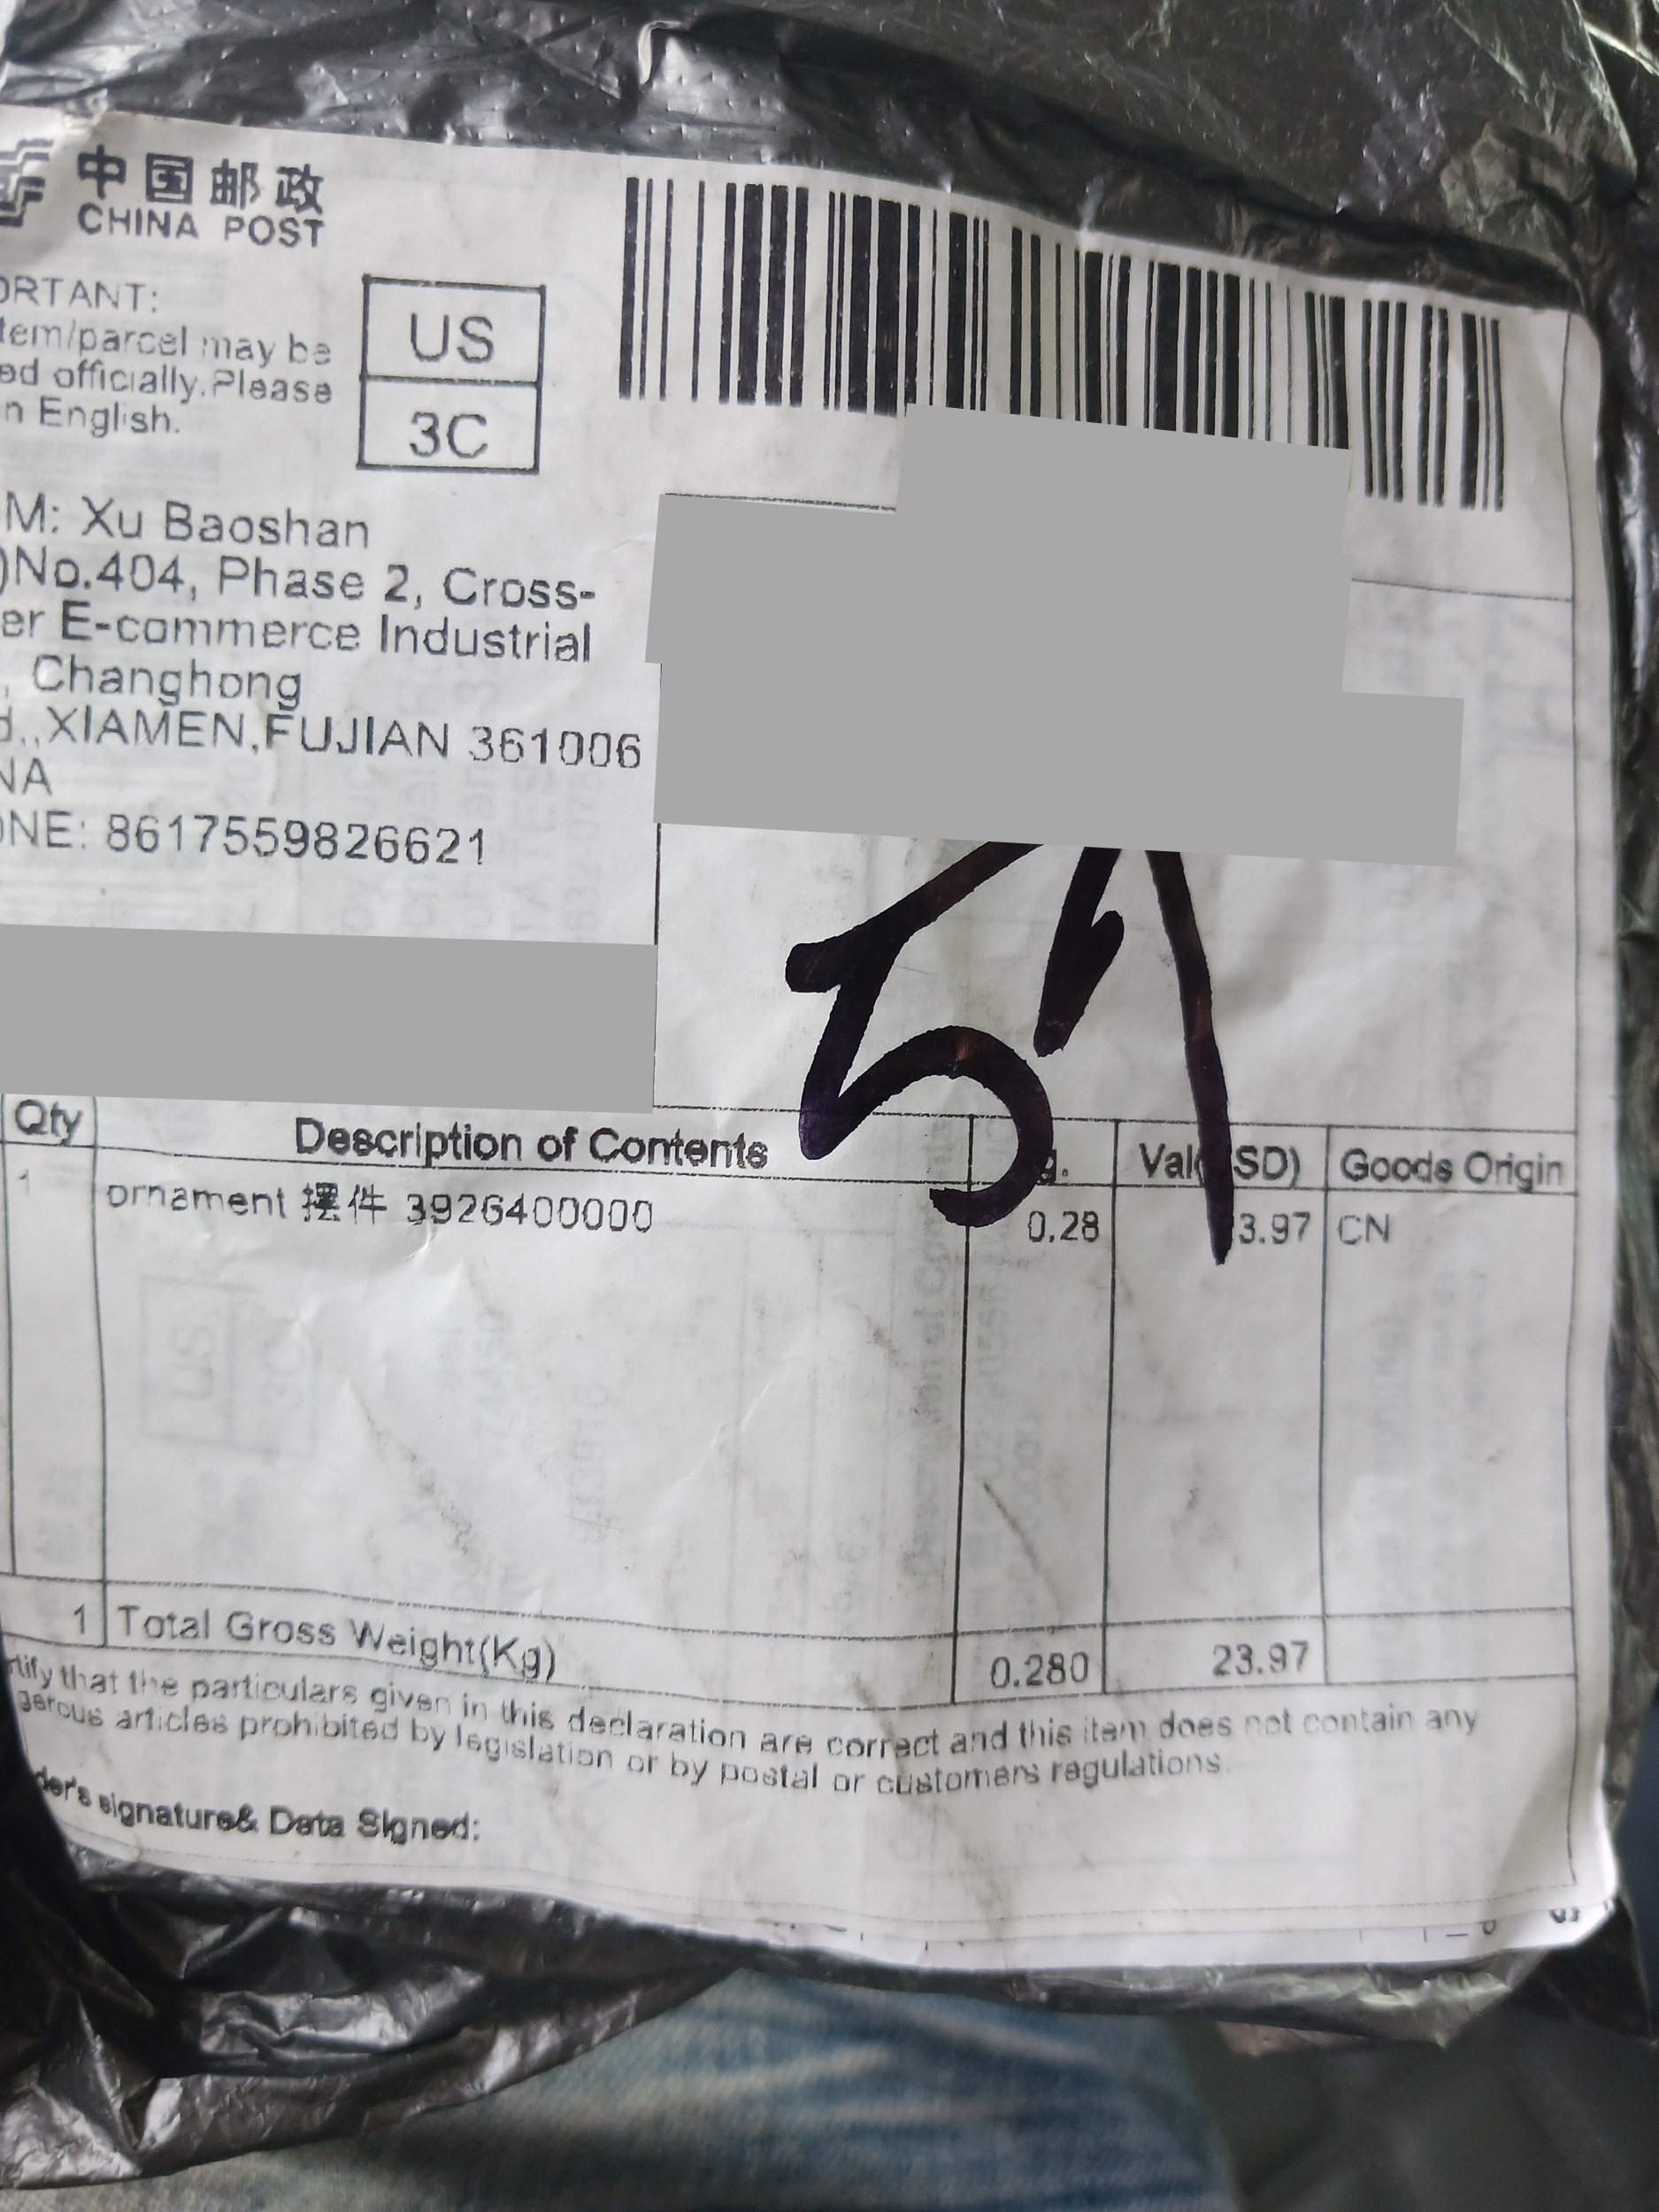 中国邮政
CHINA POST
ORTANT:
tem/parcel may be
ed officially.Please
n English.
US
3C
M: Xu Baoshan
)No.404, Phase 2, Cross-
er E-commerce Industrial
, Changhong
d.,XIAMEN,FUJIAN 361006
NA
ONE: 8617559826621
51
Qty Description of Contents g. Val( SD) Goods Origin
1 ornament 摆件 3926400000 0.28 3.97 CN
1 Total Gross Weight(Kg) 0.280 23.97
rtify that the particulars given in this declaration are correct and this item does not contain any
gerous articles prohibited by legislation or by postal or customers regulations.
der's signature& Data Signed: